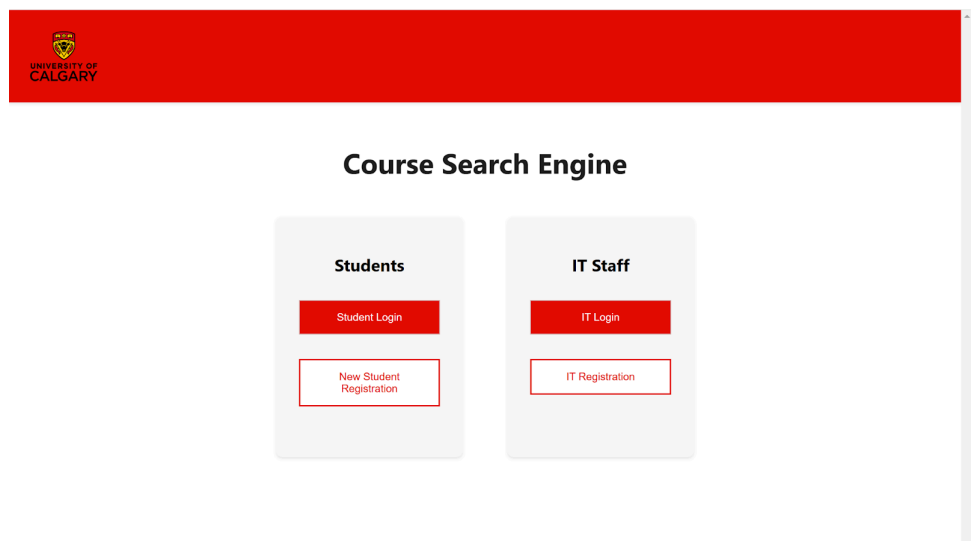 UNIVERSITY OF
CALGARY
Course Search Engine
Students
Student Login
New Student
Registration
IT Staff
IT Login
IT Registration